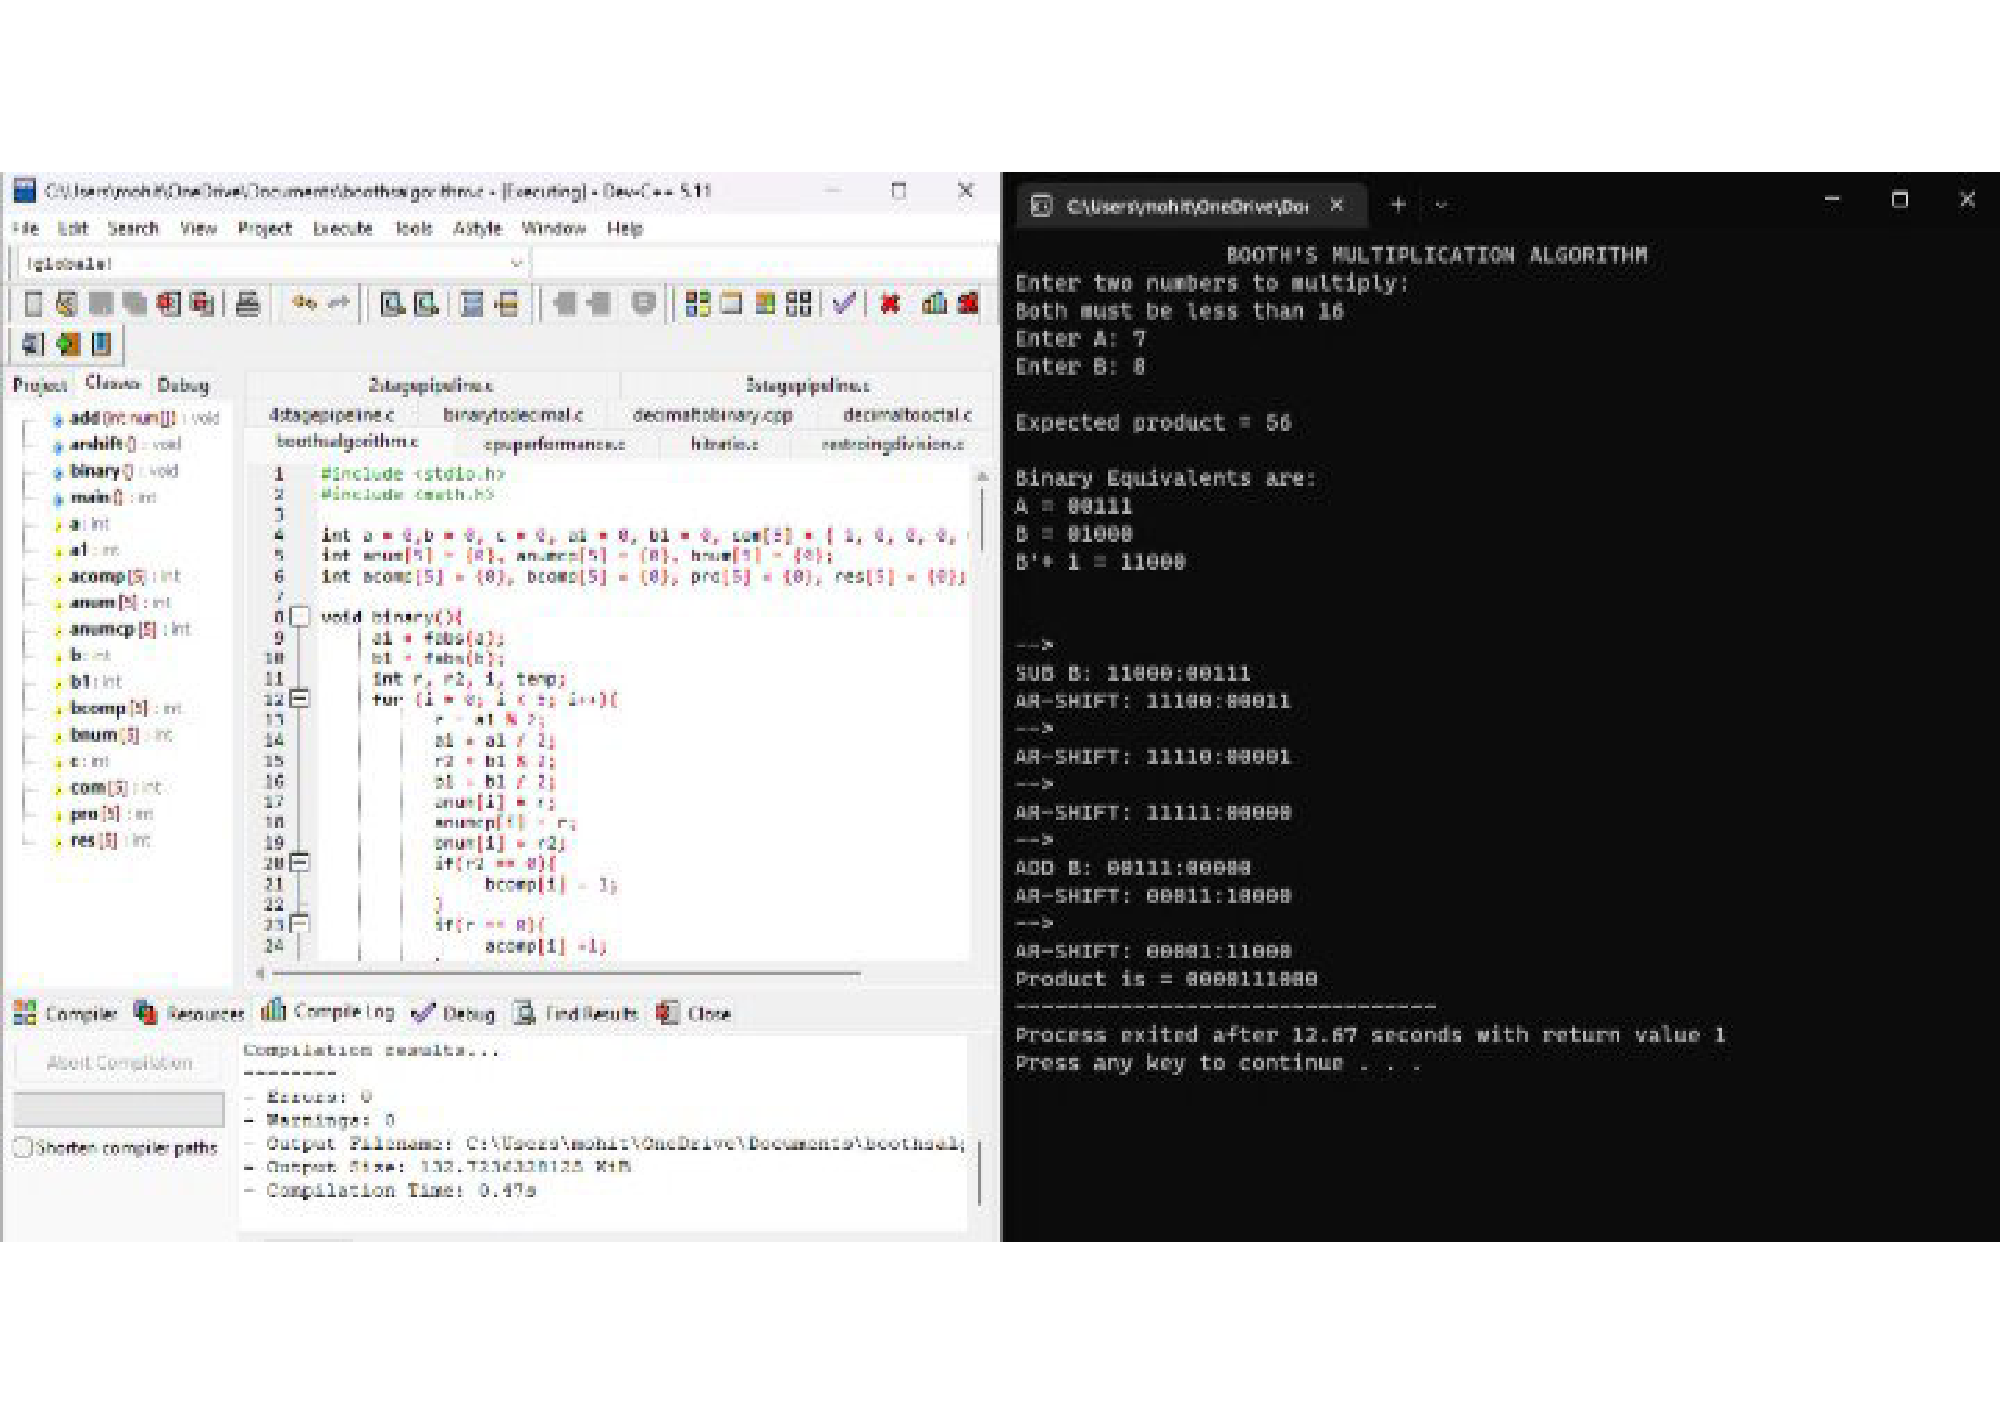 C:\Users\mohit\OneDrive\Documents\boothsalgorithm.c - [Executing] - Dev-C++ 5.11
File Edit Search View Project Execute Tools AStyle Window Help
(globals)
Project Classes Debug
add (int num[]) : void
arshift () : void
binary () : void
main () : int
a : int
a1 : int
acomp [5] : int
anum [5] : int
anumcp [5] : int
b : int
b1 : int
bcomp [5] : int
bnum [5] : int
c : int
com [5] : int
pro [5] : int
res [5] : int
2stagepipeline.c 3stagepipeline.c
4stagepipeline.c binarytodecimal.c decimaltobinary.cpp decimaltooctal.c
boothsalgorithm.c cpuperformance.c hitratio.c restroingdivision.c
1 #include <stdio.h>
2 #include <math.h>
3
4 int a = 0,b = 0, c = 0, a1 = 0, b1 = 0, com[5] = { 1, 0, 0, 0,
5 int anum[5] = {0}, anumcp[5] = {0}, bnum[5] = {0};
6 int acomp[5] = {0}, bcomp[5] = {0}, pro[5] = {0}, res[5] = {0};
7
8 void binary(){
9 a1 = fabs(a);
10 b1 = fabs(b);
11 int r, r2, i, temp;
12 for (i = 0; i < 5; i++){
13 r = a1 % 2;
14 a1 = a1 / 2;
15 r2 = b1 % 2;
16 b1 = b1 / 2;
17 anum[i] = r;
18 anumcp[i] = r;
19 bnum[i] = r2;
20 if(r2 == 0){
21 bcomp[i] = 1;
22 }
23 if(r == 0){
24 acomp[i] =1;
Compiler Resources Compile Log Debug Find Results Close
Abort Compilation
Shorten compiler paths
Compilation results...
--------
- Errors: 0
- Warnings: 0
- Output Filename: C:\Users\mohit\OneDrive\Documents\boothsal
- Output Size: 132.7236328125 KiB
- Compilation Time: 0.47s
C:\Users\mohit\OneDrive\Do
BOOTH'S MULTIPLICATION ALGORITHM
Enter two numbers to multiply:
Both must be less than 16
Enter A: 7
Enter B: 8
Expected product = 56
Binary Equivalents are:
A = 00111
B = 01000
B'+ 1 = 11000
-->
SUB B: 11000:00111
AR-SHIFT: 11100:00011
-->
AR-SHIFT: 11110:00001
-->
AR-SHIFT: 11111:00000
-->
ADD B: 00111:00000
AR-SHIFT: 00011:10000
-->
AR-SHIFT: 00001:11000
Product is = 0000111000
--------------------------------
Process exited after 12.67 seconds with return value 1
Press any key to continue . . .